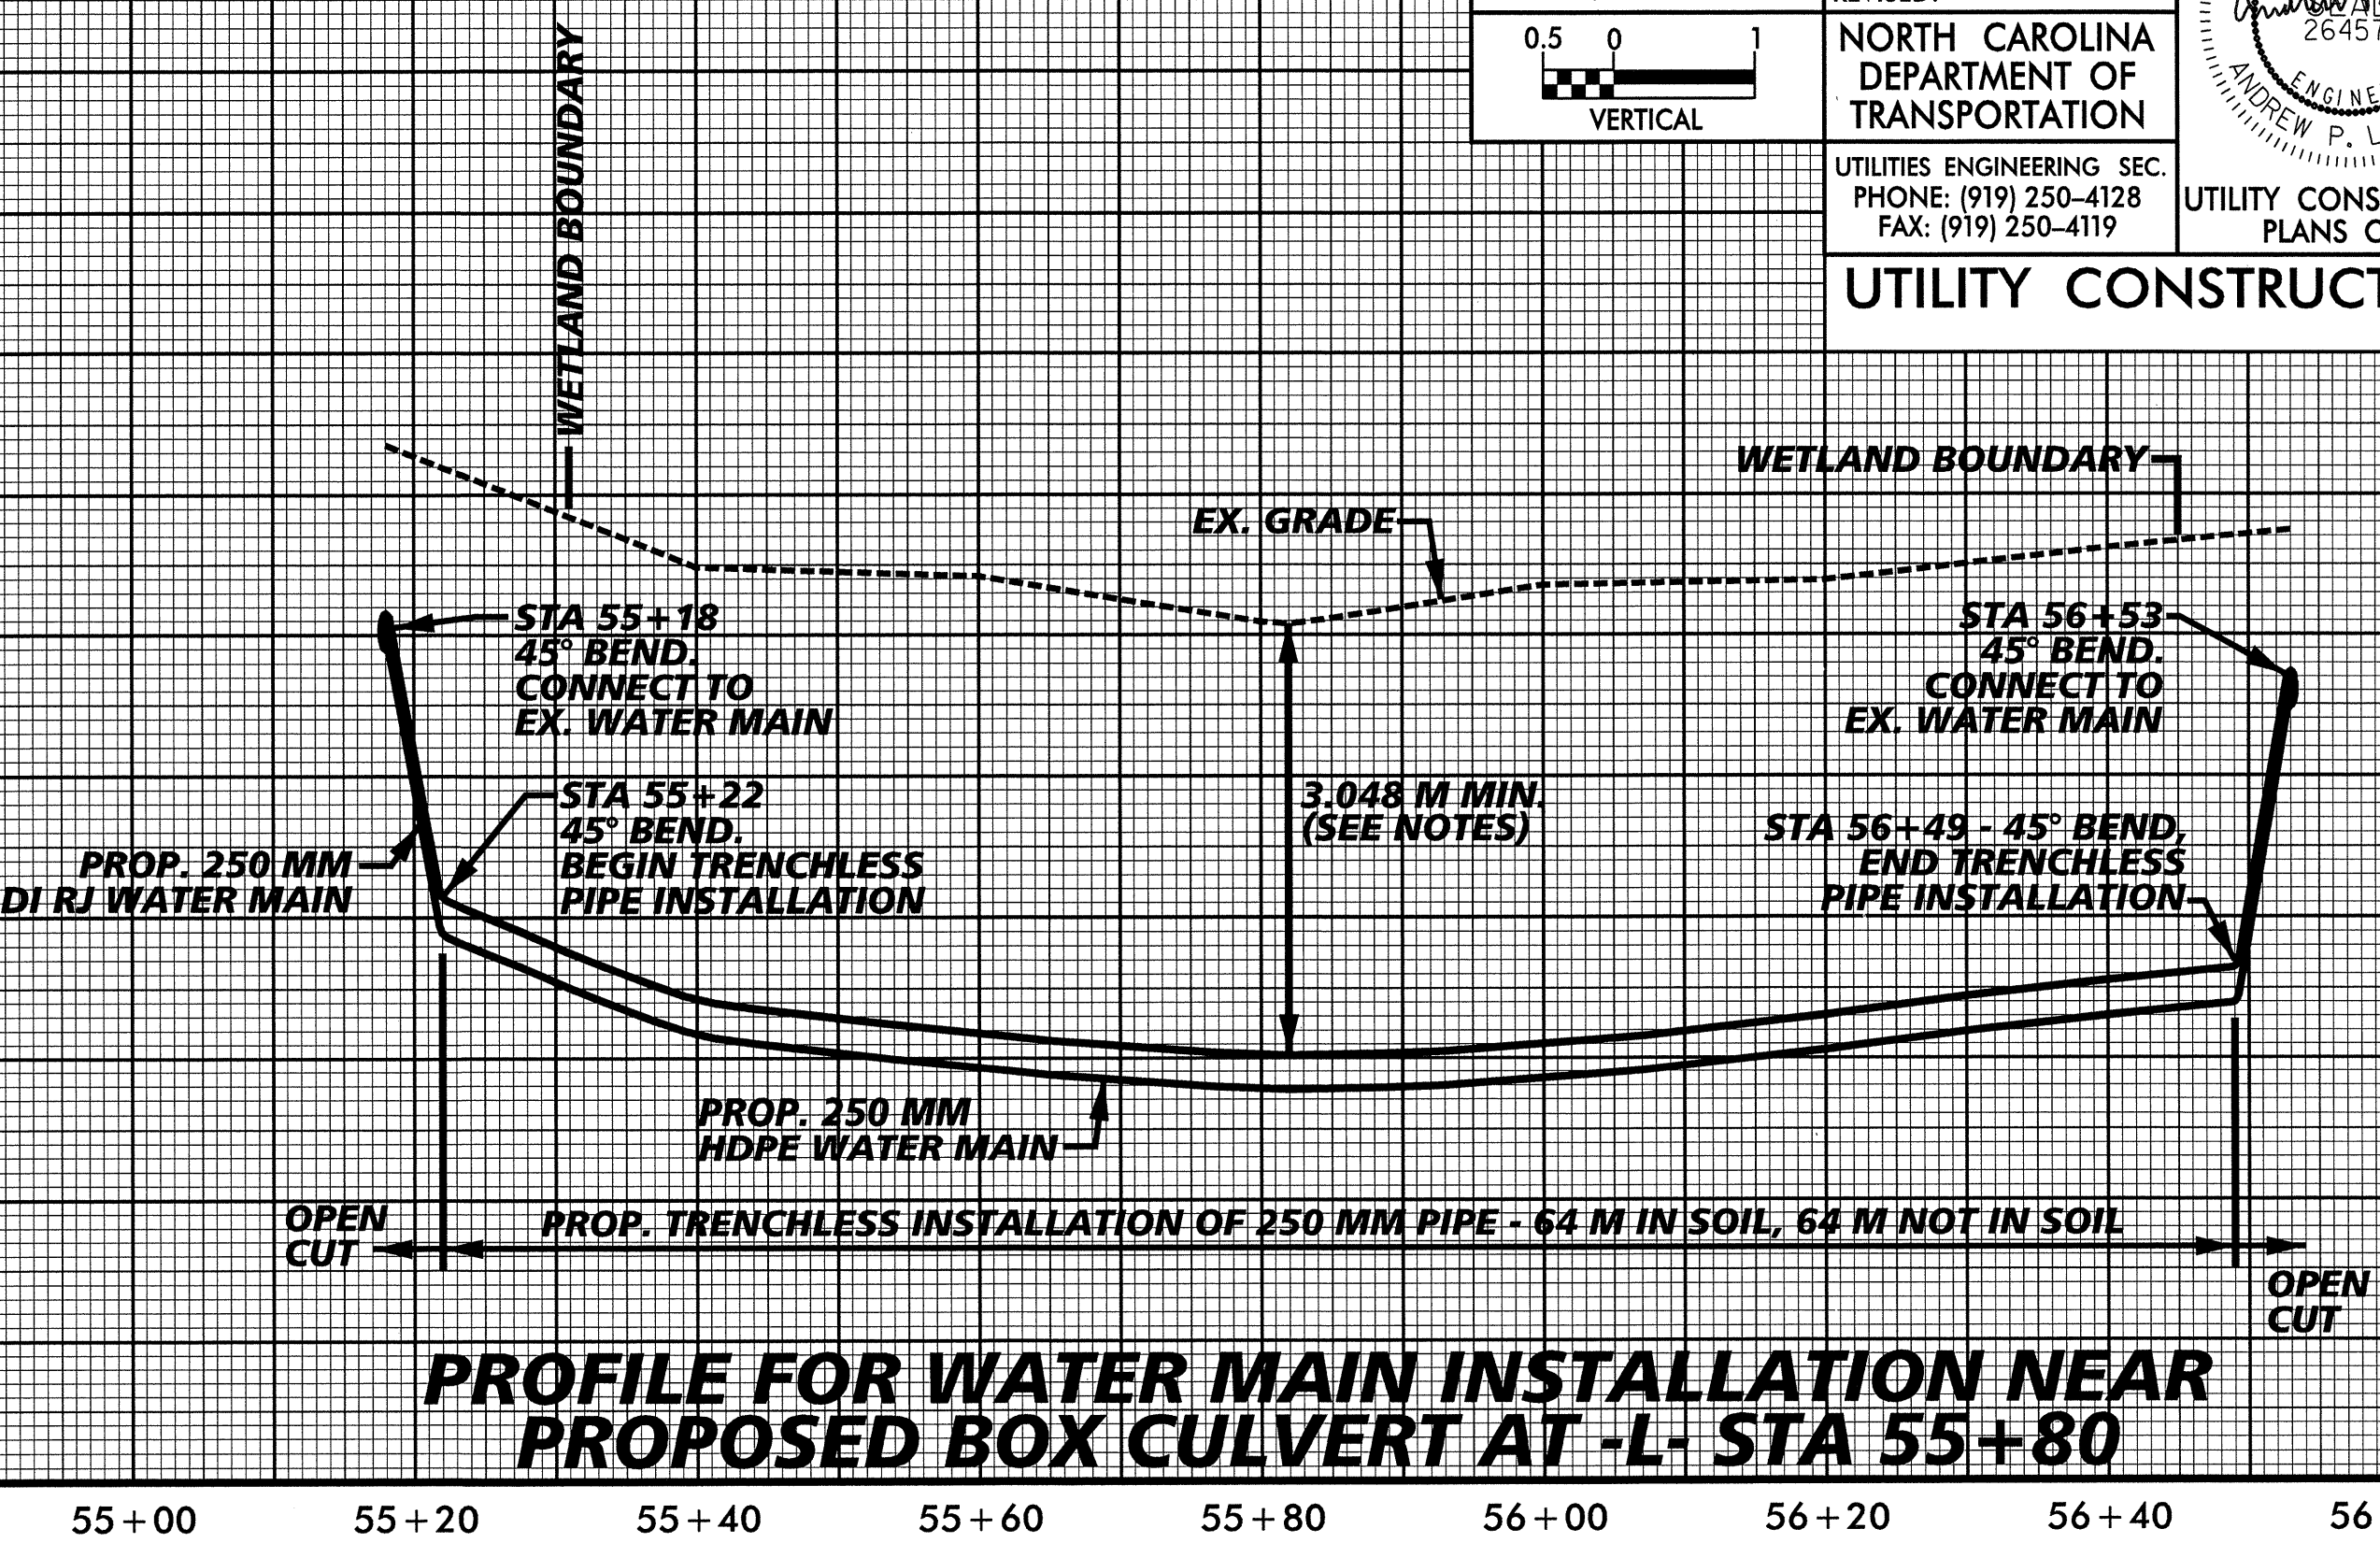 0.5 0 1
VERTICAL
NORTH CAROLINA
DEPARTMENT OF
TRANSPORTATION
UTILITIES ENGINEERING SEC.
PHONE: (919) 250-4128
FAX: (919) 250-4119
26457
ENGINE
ANDREW P. L
UTILITY CONS
PLANS C
UTILITY CONSTRUCT
WETLAND BOUNDARY
WETLAND BOUNDARY
EX. GRADE
STA 55+18
45° BEND.
CONNECT TO
EX. WATER MAIN
STA 56+53
45° BEND.
CONNECT TO
EX. WATER MAIN
STA 55+22
45° BEND.
BEGIN TRENCHLESS
PIPE INSTALLATION
3.048 M MIN.
(SEE NOTES)
STA 56+49 - 45° BEND,
END TRENCHLESS
PIPE INSTALLATION
PROP. 250 MM
DI RJ WATER MAIN
PROP. 250 MM
HDPE WATER MAIN
OPEN
CUT
PROP. TRENCHLESS INSTALLATION OF 250 MM PIPE - 64 M IN SOIL, 64 M NOT IN SOIL
OPEN
CUT
PROFILE FOR WATER MAIN INSTALLATION NEAR
PROPOSED BOX CULVERT AT -L- STA 55+80
55+00 55+20 55+40 55+60 55+80 56+00 56+20 56+40 56